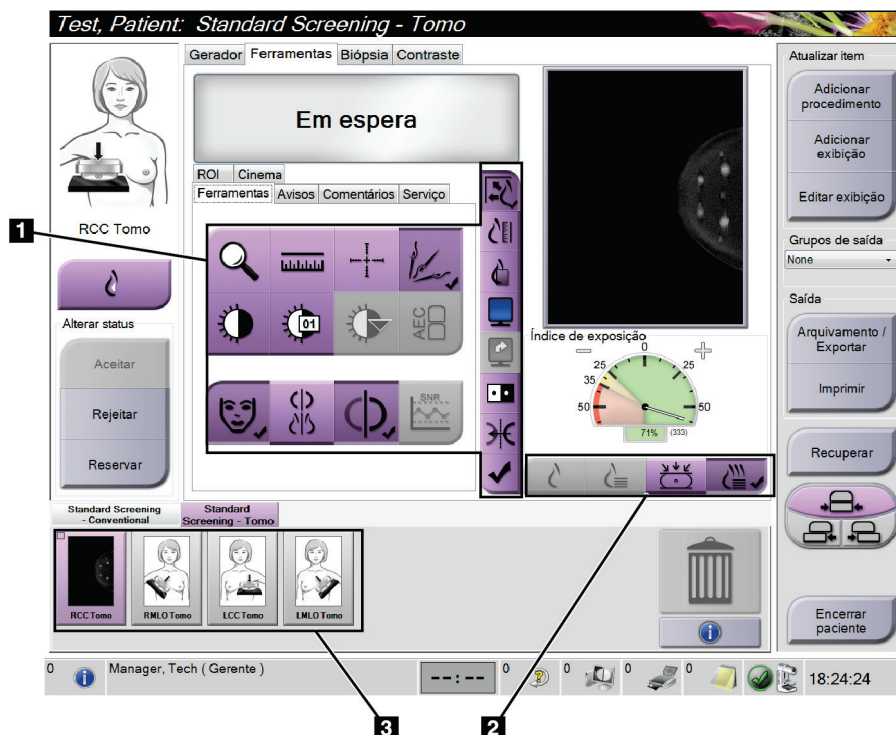 Test, Patient: Standard Screening - Tomo
Gerador Ferramentas Biópsia Contraste
Em espera
ROI Cinema
Ferramentas Avisos Comentários Serviço
RCC Tomo
1
Alterar status
Aceitar
Rejeitar
Reservar
01
AEC
SNR
Índice de exposição
0
25 25
35
50 50
71% (333)
Atualizar item
Adicionar
procedimento
Adicionar
exibição
Editar exibição
Grupos de saída
None
Saída
Arquivamento /
Exportar
Imprimir
Recuperar
Encerrar
paciente
Standard Screening
- Conventional
Standard
Screening - Tomo
RCC Tomo RMLO Tomo LCC Tomo LMLO Tomo
0 Manager, Tech ( Gerente ) --:-- 0 0 0 0 18:24:24
3 2